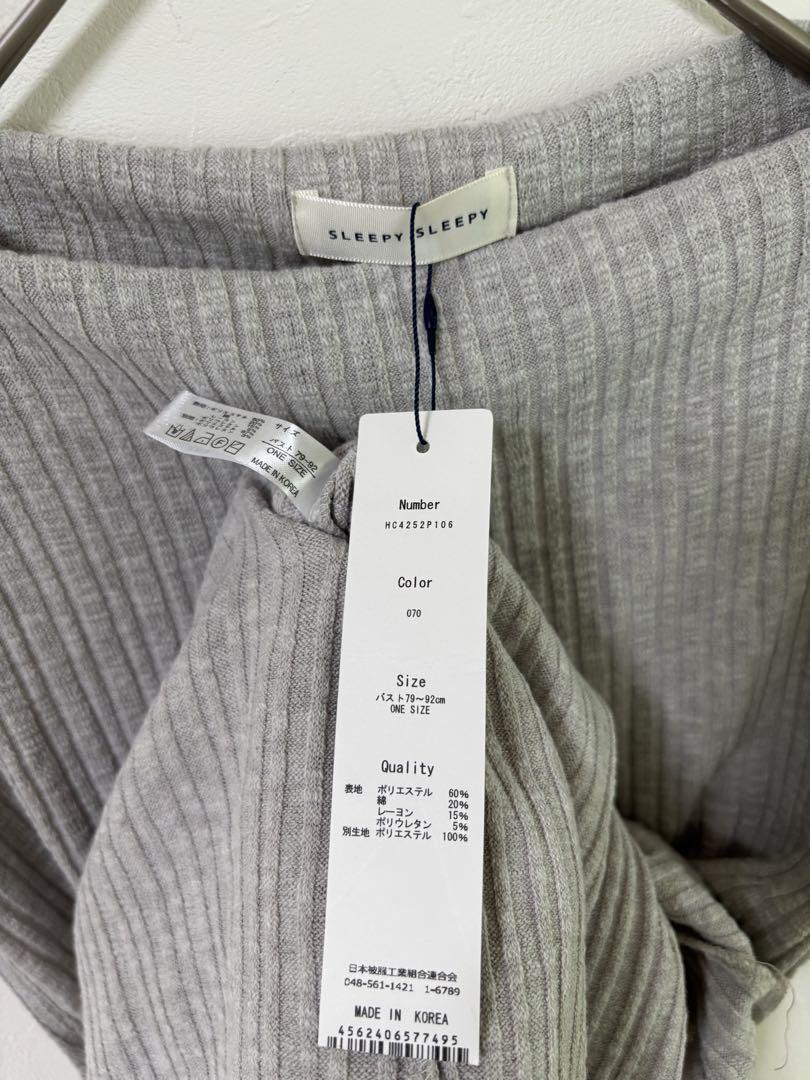 SLEEPY SLEEPY
サイズ
バスト 79-92
ONE SIZE
MADE IN KOREA
Number
HC4252P106
Color
070
Size
バスト79～92cm
ONE SIZE
Quality
表地 ポリエステル 60%
綿 20%
レーヨン 15%
ポリウレタン 5%
別生地 ポリエステル 100%
日本被服工業組合連合会
048-561-1421 1-6789
MADE IN KOREA
4562406577495